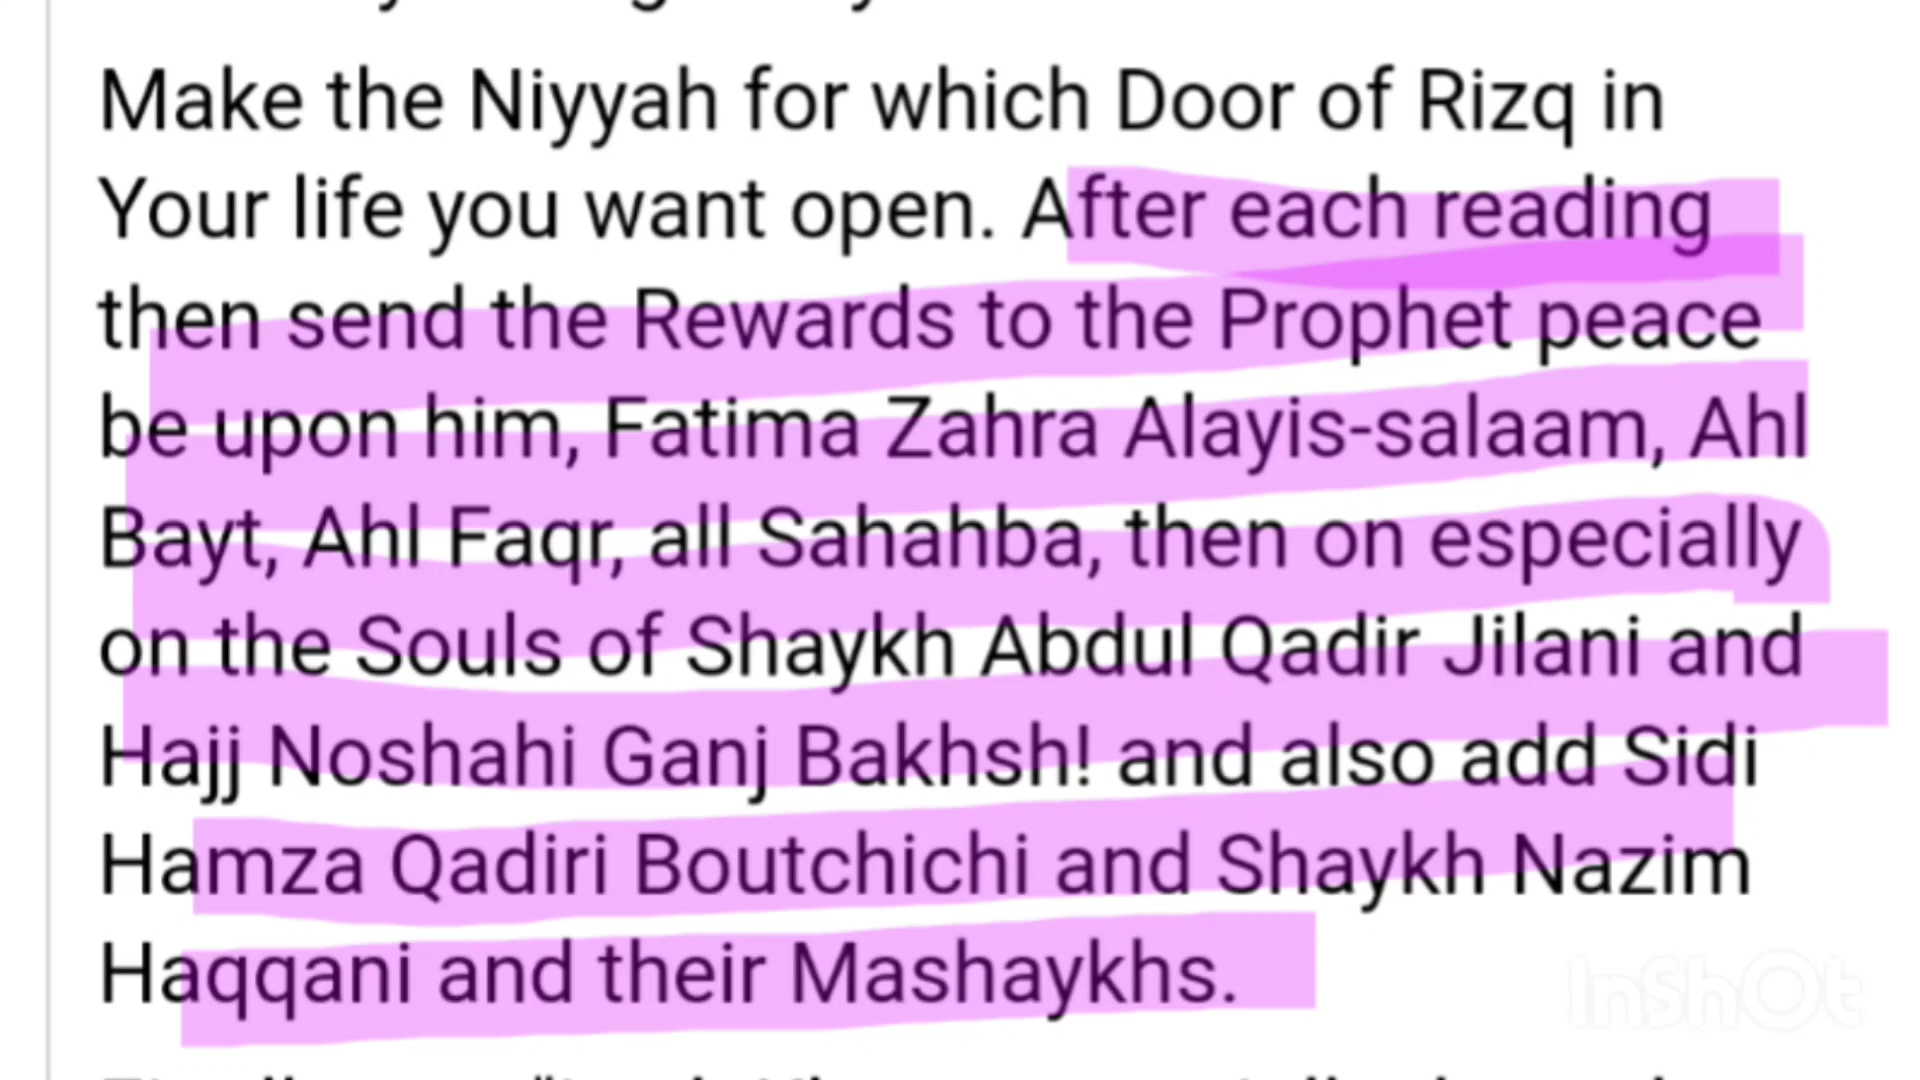 Make the Niyyah for which Door of Rizq in
Your life you want open. After each reading
then send the Rewards to the Prophet peace
be upon him, Fatima Zahra Alayis-salaam, Ahl
Bayt, Ahl Faqr, all Sahahba, then on especially
on the Souls of Shaykh Abdul Qadir Jilani and
Hajj Noshahi Ganj Bakhsh! and also add Sidi
Hamza Qadiri Boutchichi and Shaykh Nazim
Haqqani and their Mashaykhs.
InShOt